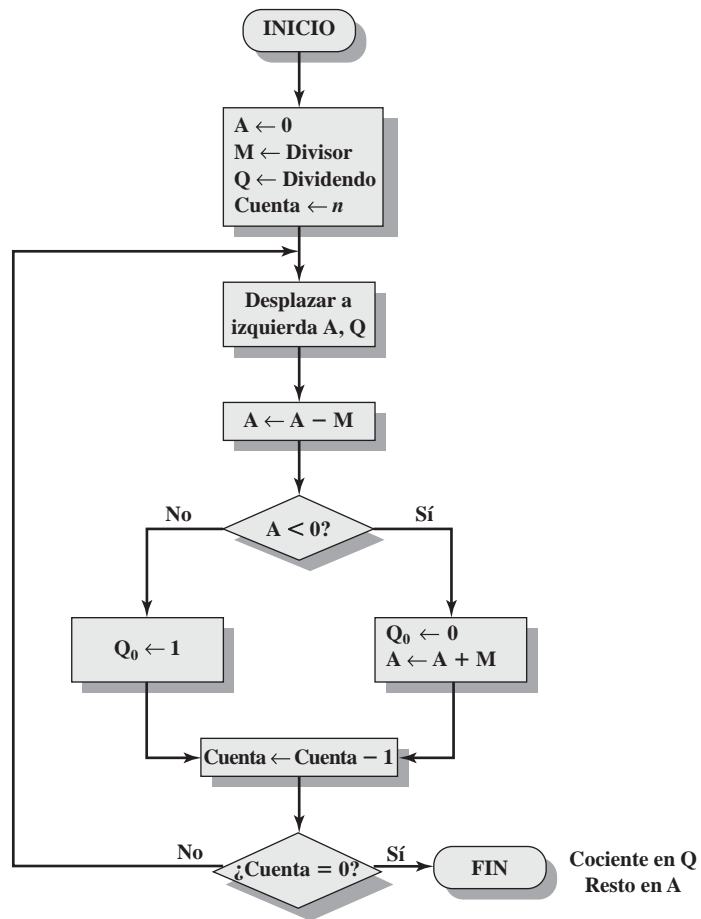 INICIO
A ← 0
M ← Divisor
Q ← Dividendo
Cuenta ← n
Desplazar a
izquierda A, Q
A ← A − M
No
A < 0?
Sí
Q₀ ← 1
Q₀ ← 0
A ← A + M
Cuenta ← Cuenta − 1
No
¿Cuenta = 0?
Sí
FIN
Cociente en Q
Resto en A